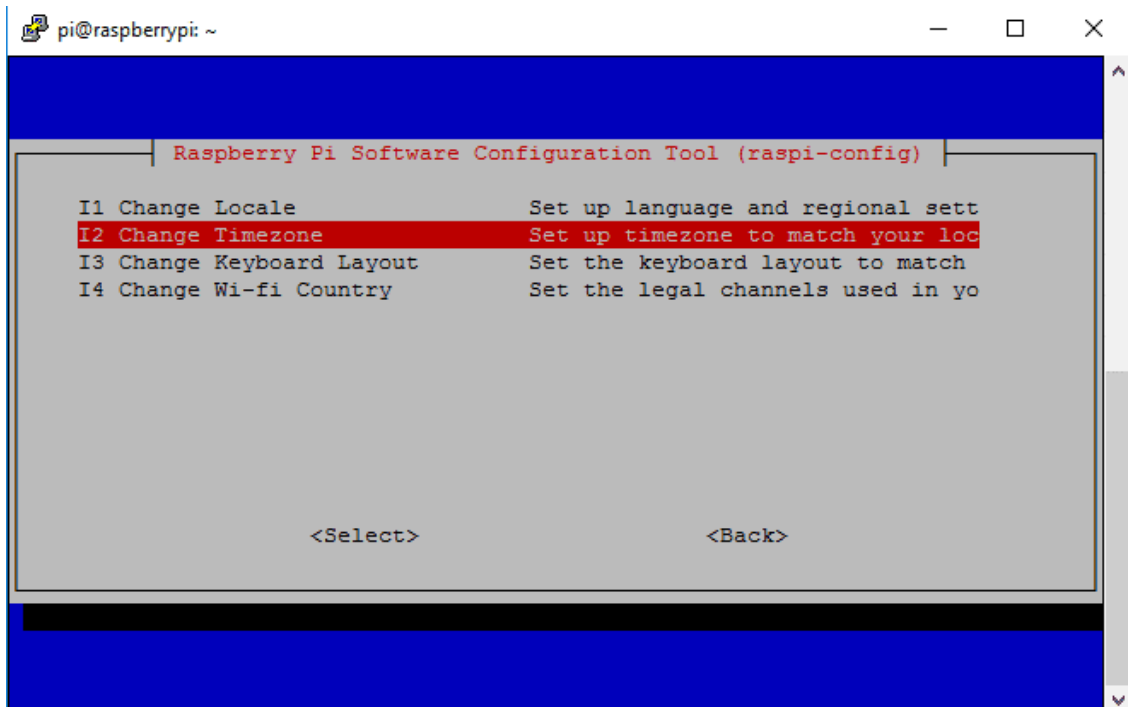 pi@raspberrypi: ~
Raspberry Pi Software Configuration Tool (raspi-config)
I1 Change Locale Set up language and regional sett
I2 Change Timezone Set up timezone to match your loc
I3 Change Keyboard Layout Set the keyboard layout to match
I4 Change Wi-fi Country Set the legal channels used in yo
<Select> <Back>